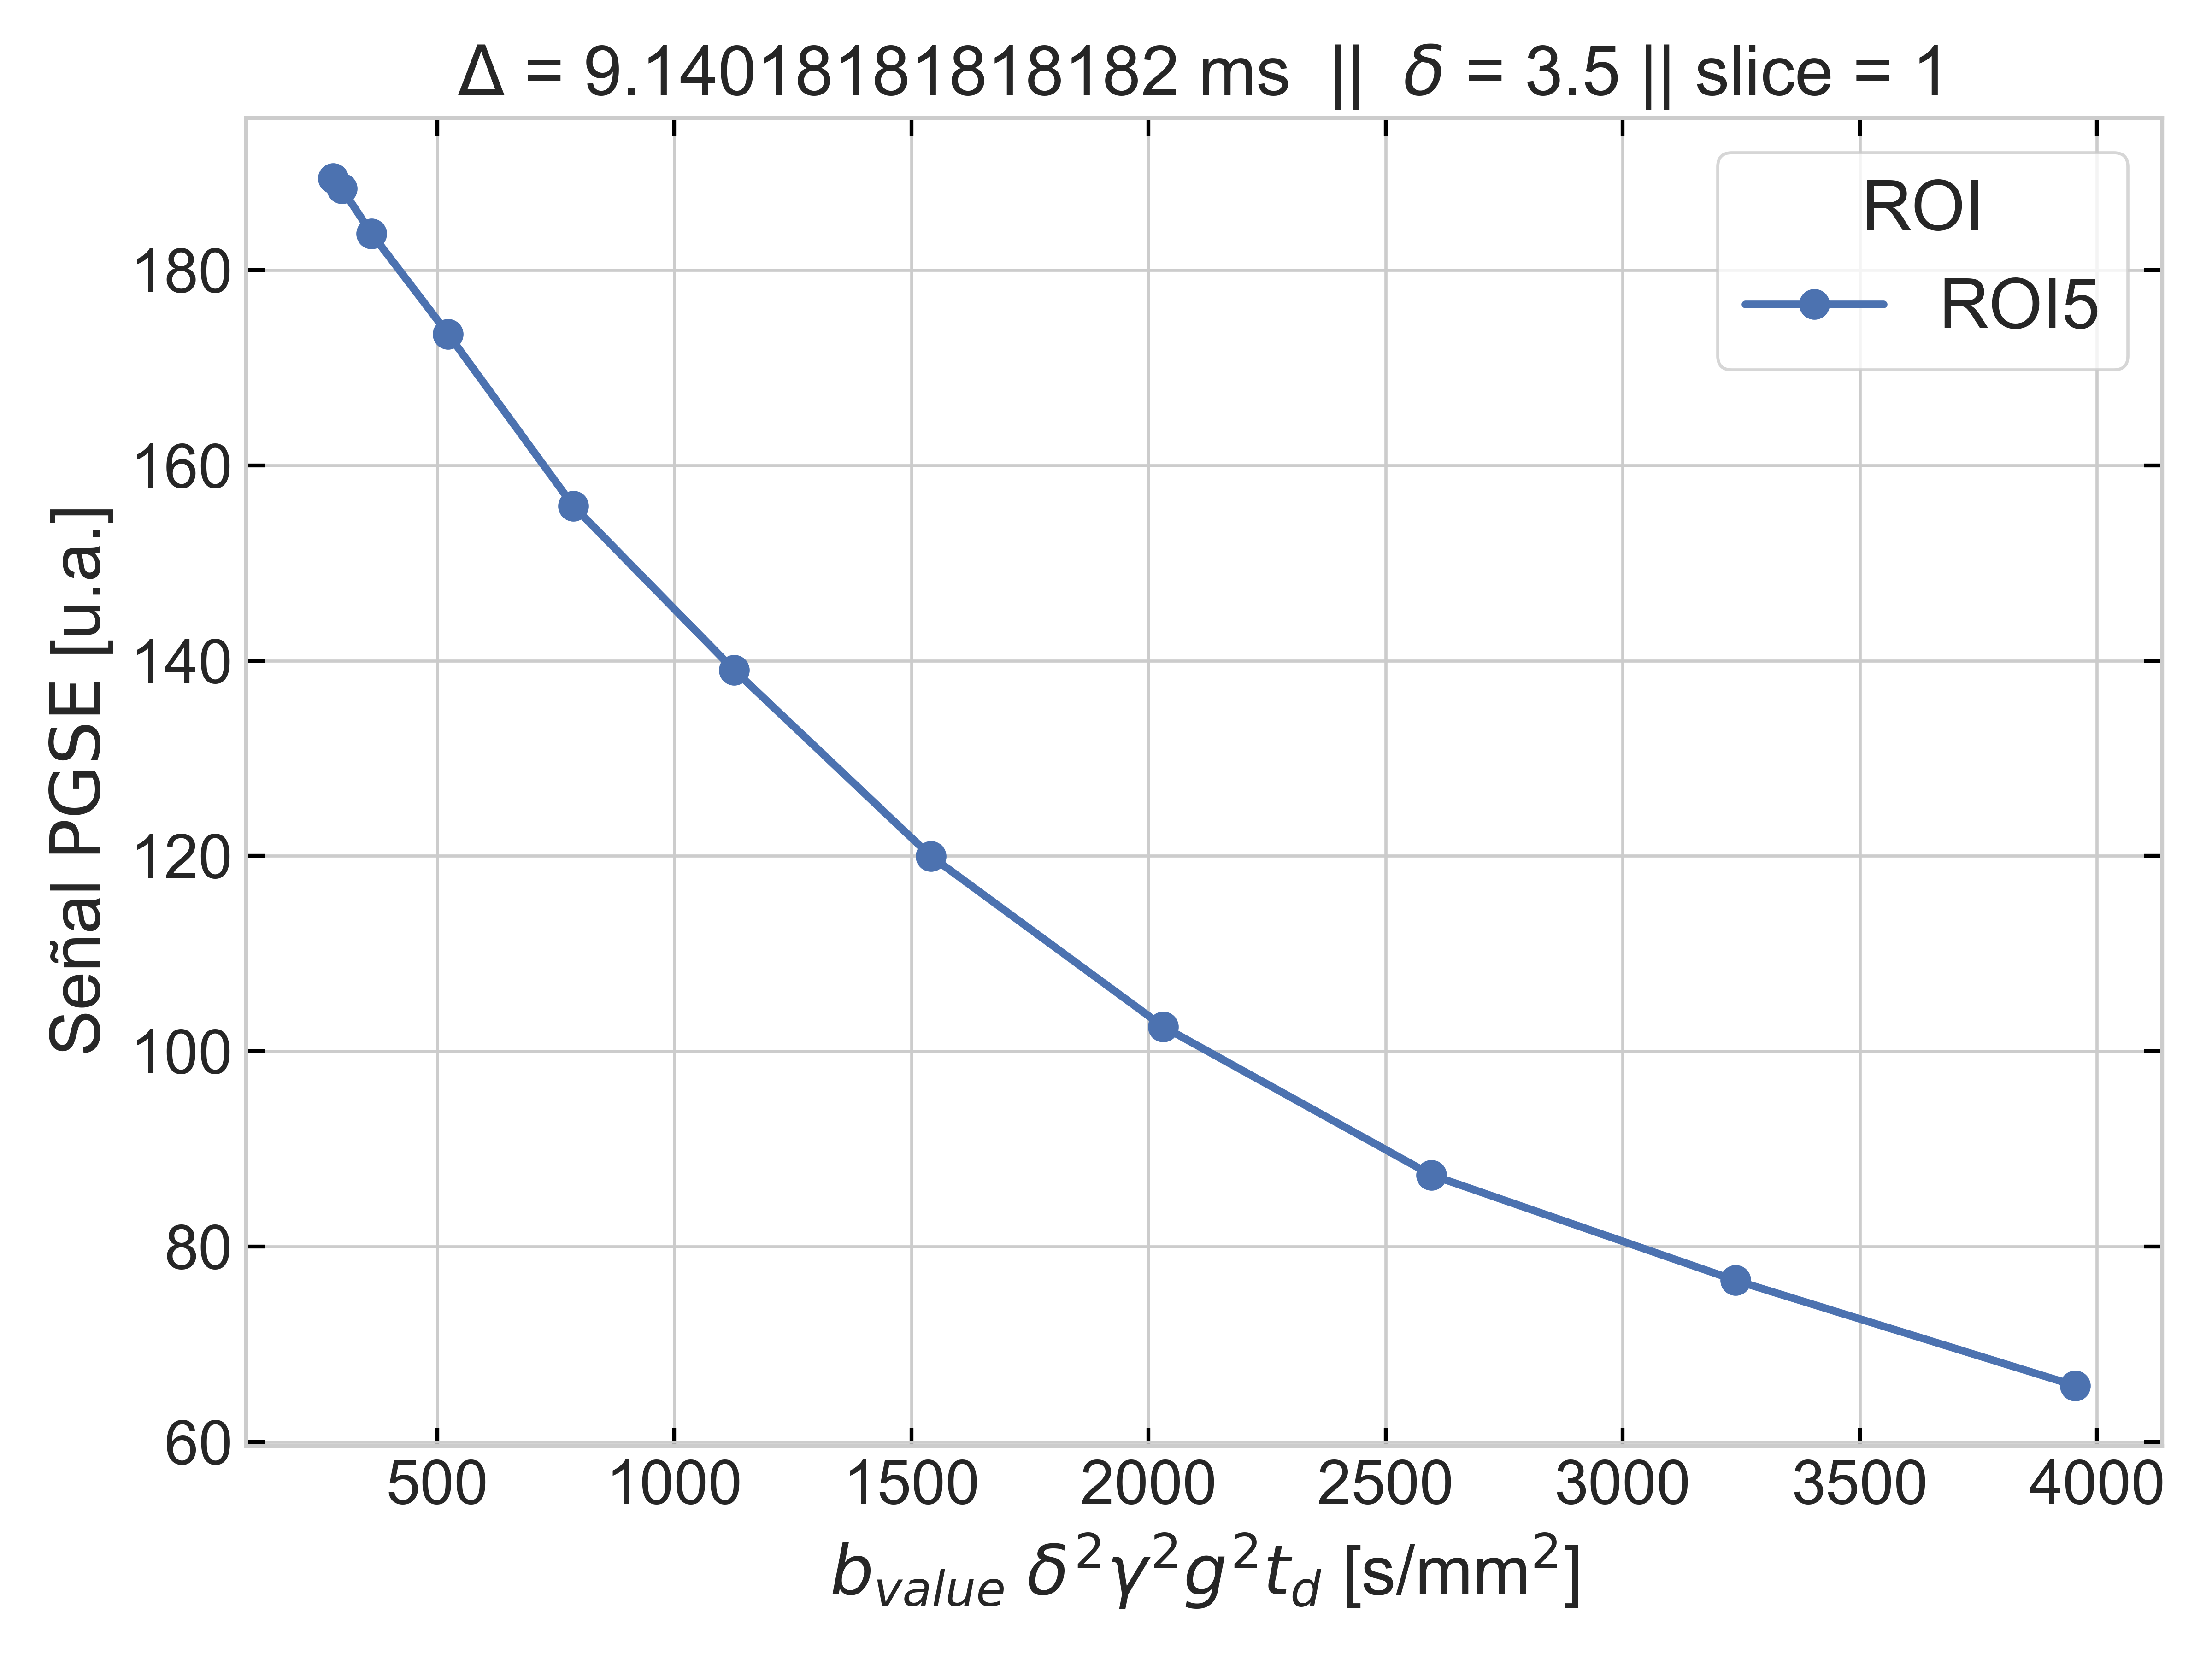 Δ = 9.14018181818182 ms || δ = 3.5 || slice = 1
ROI
ROI5
Señal PGSE [u.a.]
180
160
140
120
100
80
60
500 1000 1500 2000 2500 3000 3500 4000
b_value δ²γ²g²t_d [s/mm²]